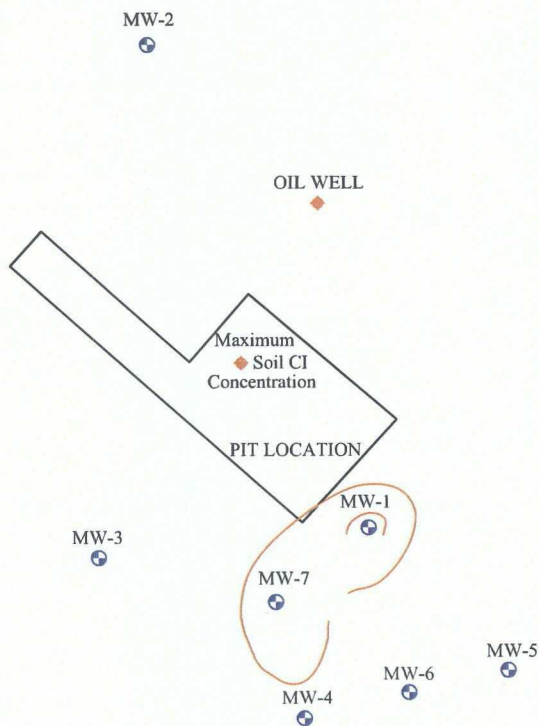 MW-2
OIL WELL
Maximum
Soil CI
Concentration
PIT LOCATION
MW-1
MW-3
MW-7
MW-5
MW-6
MW-4